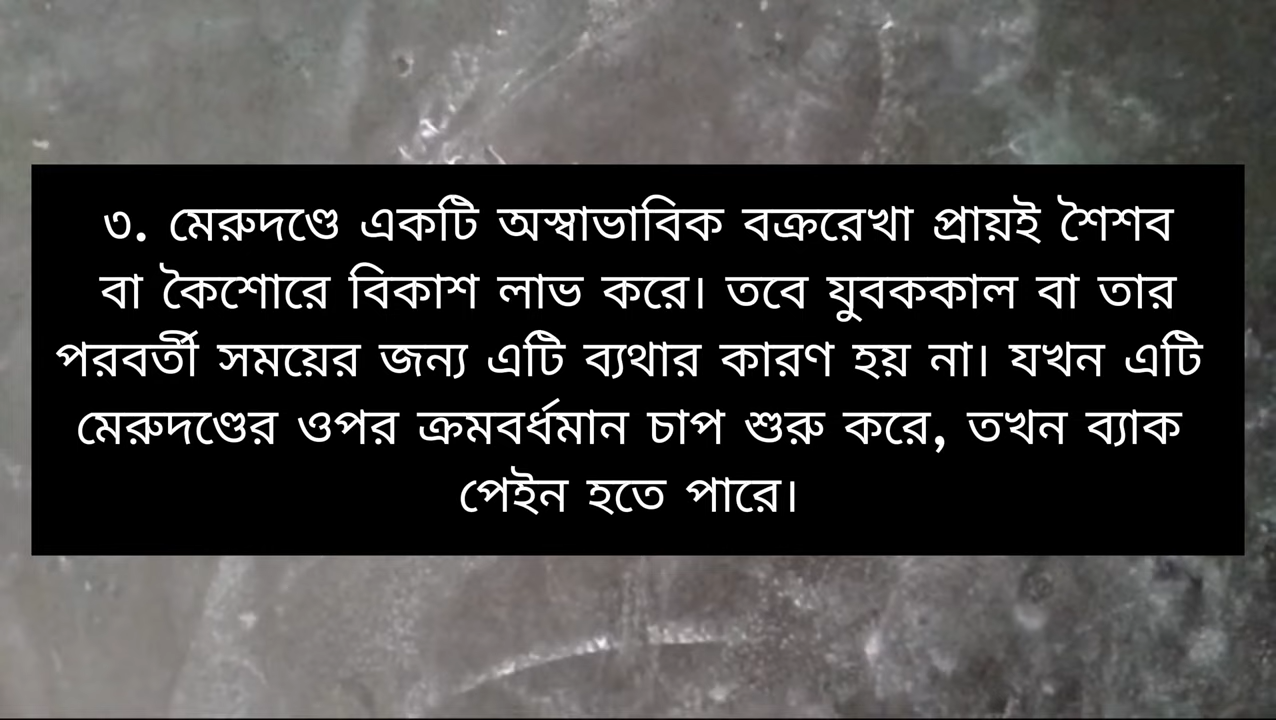 ৩. মেরুদণ্ডে একটি অস্বাভাবিক বক্ররেখা প্রায়ই শৈশব
বা কৈশোরে বিকাশ লাভ করে। তবে যুবককাল বা তার
পরবর্তী সময়ের জন্য এটি ব্যথার কারণ হয় না। যখন এটি
মেরুদণ্ডের ওপর ক্রমবর্ধমান চাপ শুরু করে, তখন ব্যাক
পেইন হতে পারে।